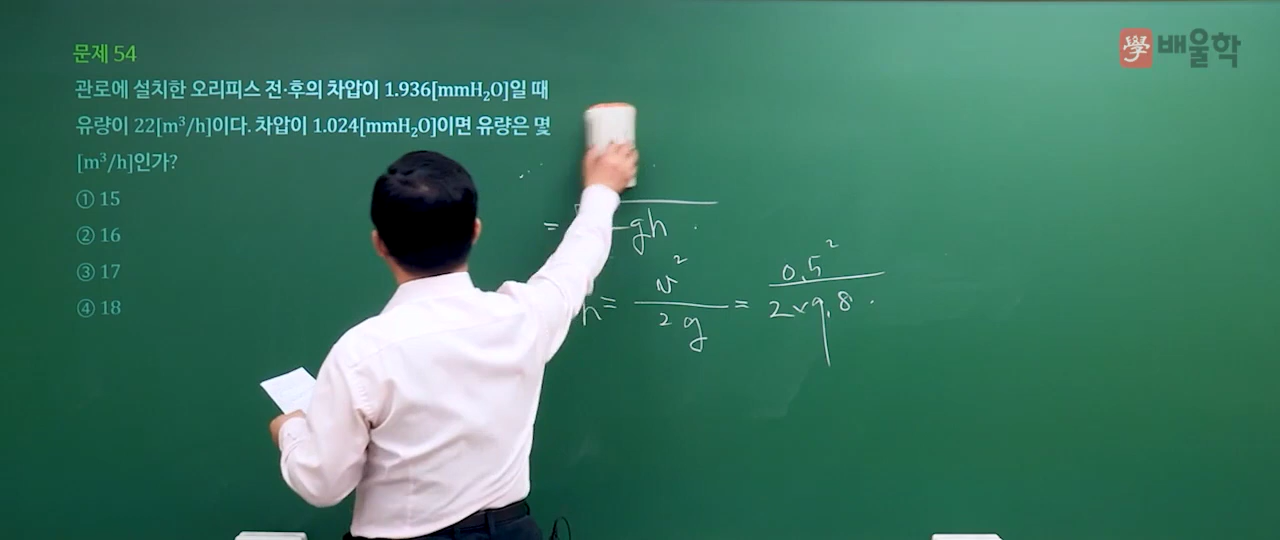 學 배울학
문제 54
관로에 설치한 오리피스 전·후의 차압이 1.936[mmH₂O]일 때
유량이 22[m³/h]이다. 차압이 1.024[mmH₂O]이면 유량은 몇
[m³/h]인가?
① 15
② 16
③ 17
④ 18
= gh
h = v² / 2g = 0.5² / 2×9.8